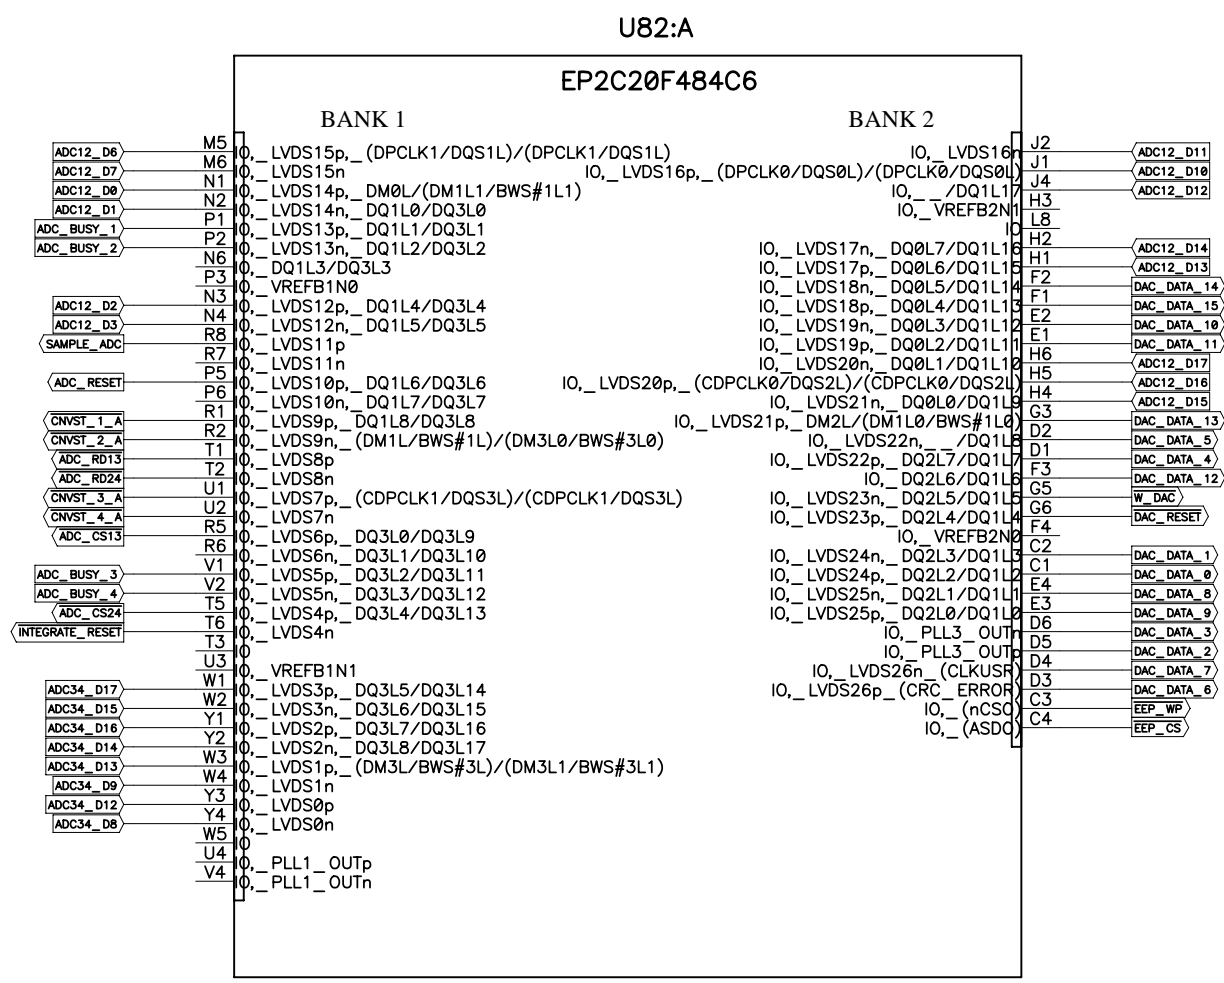 U82:A
EP2C20F484C6
BANK 1
ADC12_D6 M5 IO,_LVDS15p,_(DPCLK1/DQS1L)/(DPCLK1/DQS1L)
ADC12_D7 M6 IO,_LVDS15n
ADC12_D0 N1 IO,_LVDS14p,_DM0L/(DM1L1/BWS#1L1)
ADC12_D1 N2 IO,_LVDS14n,_DQ1L0/DQ3L0
ADC_BUSY_1 P1 IO,_LVDS13p,_DQ1L1/DQ3L1
ADC_BUSY_2 P2 IO,_LVDS13n,_DQ1L2/DQ3L2
N6 IO,_DQ1L3/DQ3L3
P3 IO,_VREFB1N0
ADC12_D2 N3 IO,_LVDS12p,_DQ1L4/DQ3L4
ADC12_D3 N4 IO,_LVDS12n,_DQ1L5/DQ3L5
SAMPLE_ADC R8 IO,_LVDS11p
R7 IO,_LVDS11n
ADC_RESET P5 IO,_LVDS10p,_DQ1L6/DQ3L6
P6 IO,_LVDS10n,_DQ1L7/DQ3L7
CNVST_1_A R1 IO,_LVDS9p,_DQ1L8/DQ3L8
CNVST_2_A R2 IO,_LVDS9n,_(DM1L/BWS#1L)/(DM3L0/BWS#3L0)
ADC_RD13 T1 IO,_LVDS8p
ADC_RD24 T2 IO,_LVDS8n
CNVST_3_A U1 IO,_LVDS7p,_(CDPCLK1/DQS3L)/(CDPCLK1/DQS3L)
CNVST_4_A U2 IO,_LVDS7n
ADC_CS13 R5 IO,_LVDS6p,_DQ3L0/DQ3L9
R6 IO,_LVDS6n,_DQ3L1/DQ3L10
ADC_BUSY_3 V1 IO,_LVDS5p,_DQ3L2/DQ3L11
ADC_BUSY_4 V2 IO,_LVDS5n,_DQ3L3/DQ3L12
ADC_CS24 T5 IO,_LVDS4p,_DQ3L4/DQ3L13
INTEGRATE_RESET T6 IO,_LVDS4n
T3 IO
U3 IO,_VREFB1N1
ADC34_D17 W1 IO,_LVDS3p,_DQ3L5/DQ3L14
ADC34_D15 W2 IO,_LVDS3n,_DQ3L6/DQ3L15
ADC34_D16 Y1 IO,_LVDS2p,_DQ3L7/DQ3L16
ADC34_D14 Y2 IO,_LVDS2n,_DQ3L8/DQ3L17
ADC34_D13 W3 IO,_LVDS1p,_(DM3L/BWS#3L)/(DM3L1/BWS#3L1)
ADC34_D9 W4 IO,_LVDS1n
ADC34_D12 Y3 IO,_LVDS0p
ADC34_D8 Y4 IO,_LVDS0n
W5 IO
U4 IO,_PLL1_OUTp
V4 IO,_PLL1_OUTn
BANK 2
IO,_LVDS16n J2 ADC12_D11
IO,_LVDS16p,_(DPCLK0/DQS0L)/(DPCLK0/DQS0L) J1 ADC12_D10
IO,__/DQ1L17 J4 ADC12_D12
IO,_VREFB2N1 H3
IO L8
IO,_LVDS17n,_DQ0L7/DQ1L16 H2 ADC12_D14
IO,_LVDS17p,_DQ0L6/DQ1L15 H1 ADC12_D13
IO,_LVDS18n,_DQ0L5/DQ1L14 F2 DAC_DATA_14
IO,_LVDS18p,_DQ0L4/DQ1L13 F1 DAC_DATA_15
IO,_LVDS19n,_DQ0L3/DQ1L12 E2 DAC_DATA_10
IO,_LVDS19p,_DQ0L2/DQ1L11 E1 DAC_DATA_11
IO,_LVDS20n,_DQ0L1/DQ1L10 H6 ADC12_D17
IO,_LVDS20p,_(CDPCLK0/DQS2L)/(CDPCLK0/DQS2L) H5 ADC12_D16
IO,_LVDS21n,_DQ0L0/DQ1L9 H4 ADC12_D15
IO,_LVDS21p,_DM2L/(DM1L0/BWS#1L0) G3 DAC_DATA_13
IO,_LVDS22n,__/DQ1L8 D2 DAC_DATA_5
IO,_LVDS22p,_DQ2L7/DQ1L7 D1 DAC_DATA_4
IO,_DQ2L6/DQ1L6 F3 DAC_DATA_12
IO,_LVDS23n,_DQ2L5/DQ1L5 G5 W_DAC
IO,_LVDS23p,_DQ2L4/DQ1L4 G6 DAC_RESET
IO,_VREFB2N0 F4
IO,_LVDS24n,_DQ2L3/DQ1L3 C2 DAC_DATA_1
IO,_LVDS24p,_DQ2L2/DQ1L2 C1 DAC_DATA_0
IO,_LVDS25n,_DQ2L1/DQ1L1 E4 DAC_DATA_8
IO,_LVDS25p,_DQ2L0/DQ1L0 E3 DAC_DATA_9
IO,_PLL3_OUTn D6 DAC_DATA_3
IO,_PLL3_OUTp D5 DAC_DATA_2
IO,_LVDS26n_(CLKUSR) D4 DAC_DATA_7
IO,_LVDS26p_(CRC_ERROR) D3 DAC_DATA_6
IO,_(nCSO) C3 EEP_WP
IO,_(ASDO) C4 EEP_CS